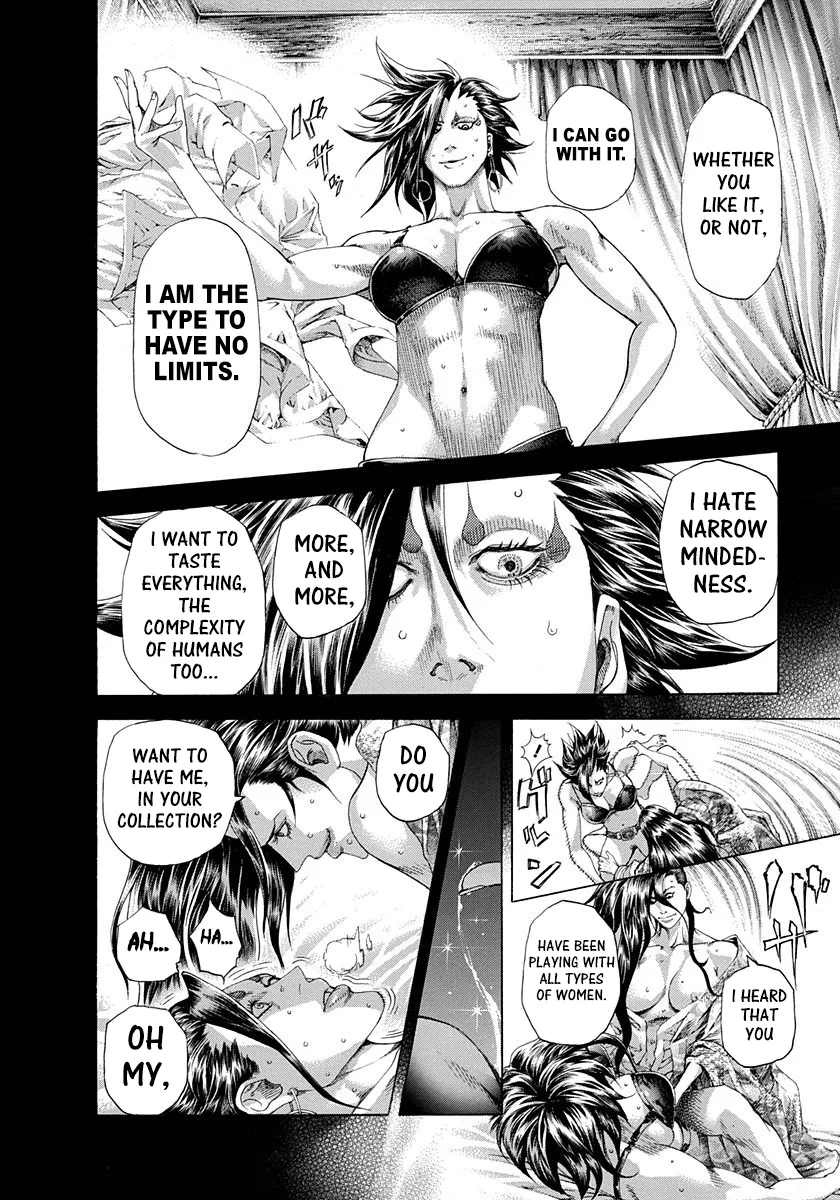 WHETHER
YOU
LIKE IT,
OR NOT,
I CAN GO
WITH IT.
I AM THE
TYPE TO
HAVE NO
LIMITS.
I HATE
NARROW
MINDED-
NESS.
MORE,
AND
MORE,
I WANT TO
TASTE
EVERYTHING,
THE
COMPLEXITY
OF HUMANS
TOO...
I HEARD
THAT
YOU
HAVE BEEN
PLAYING WITH
ALL TYPES
OF WOMEN.
DO
YOU
WANT TO
HAVE ME,
IN YOUR
COLLECTION?
HA...
AH...
OH
MY,